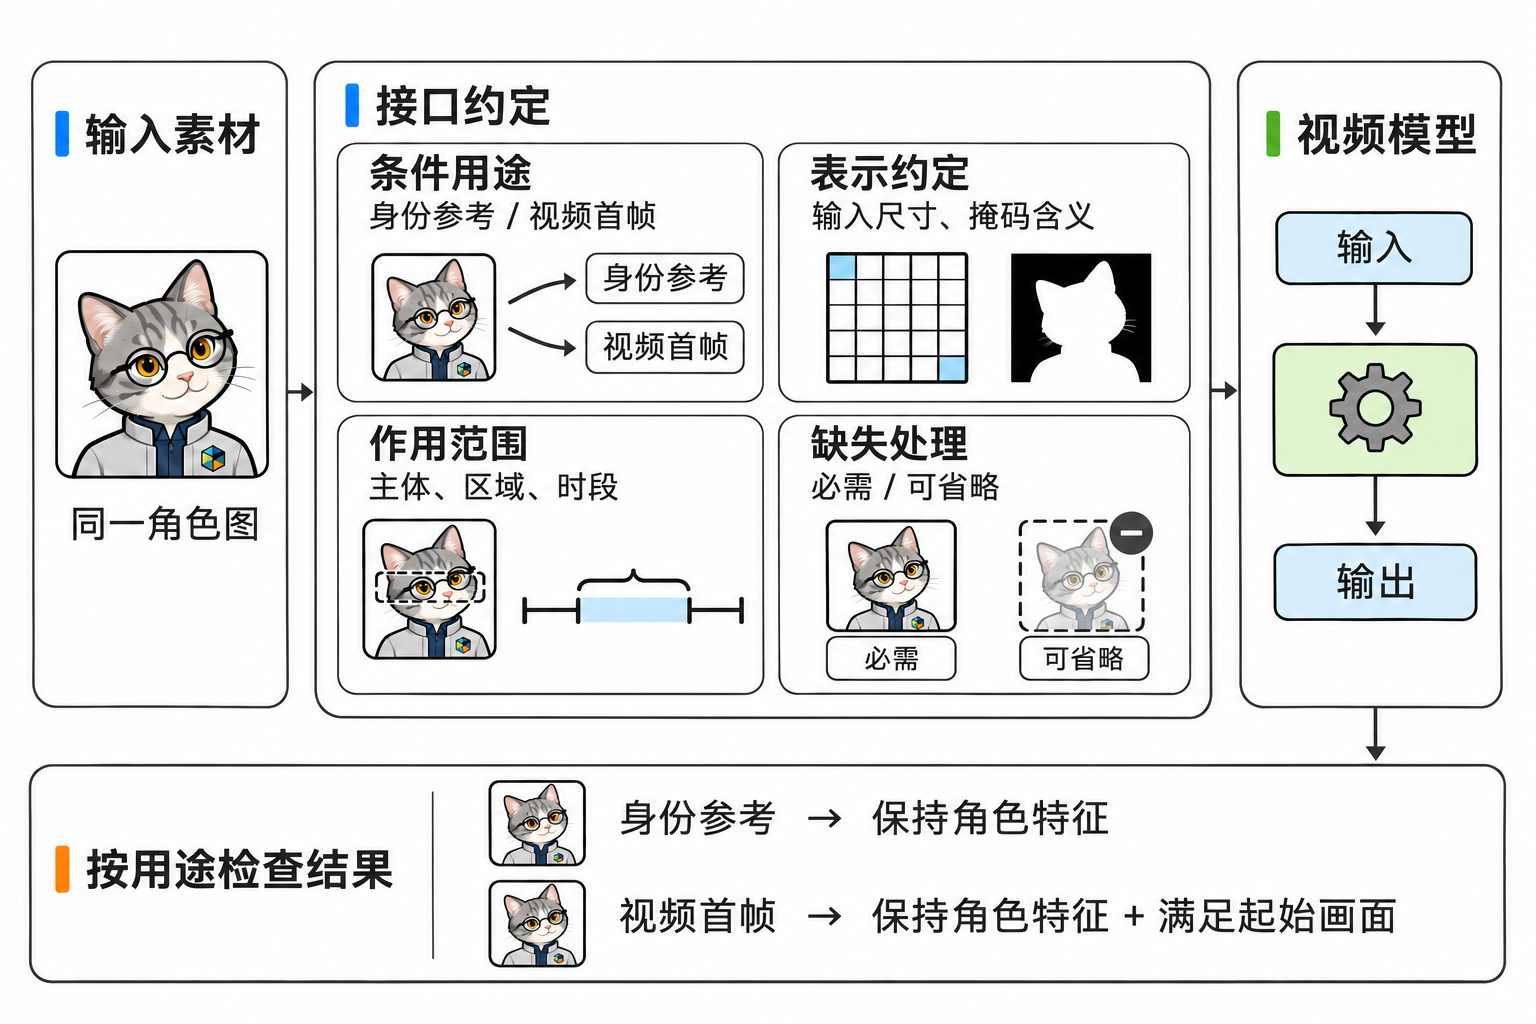 输入素材
同一角色图
接口约定
条件用途
身份参考 / 视频首帧
身份参考
视频首帧
表示约定
输入尺寸、掩码含义
作用范围
主体、区域、时段
缺失处理
必需 / 可省略
必需
可省略
视频模型
输入
输出
按用途检查结果
身份参考 → 保持角色特征
视频首帧 → 保持角色特征 + 满足起始画面